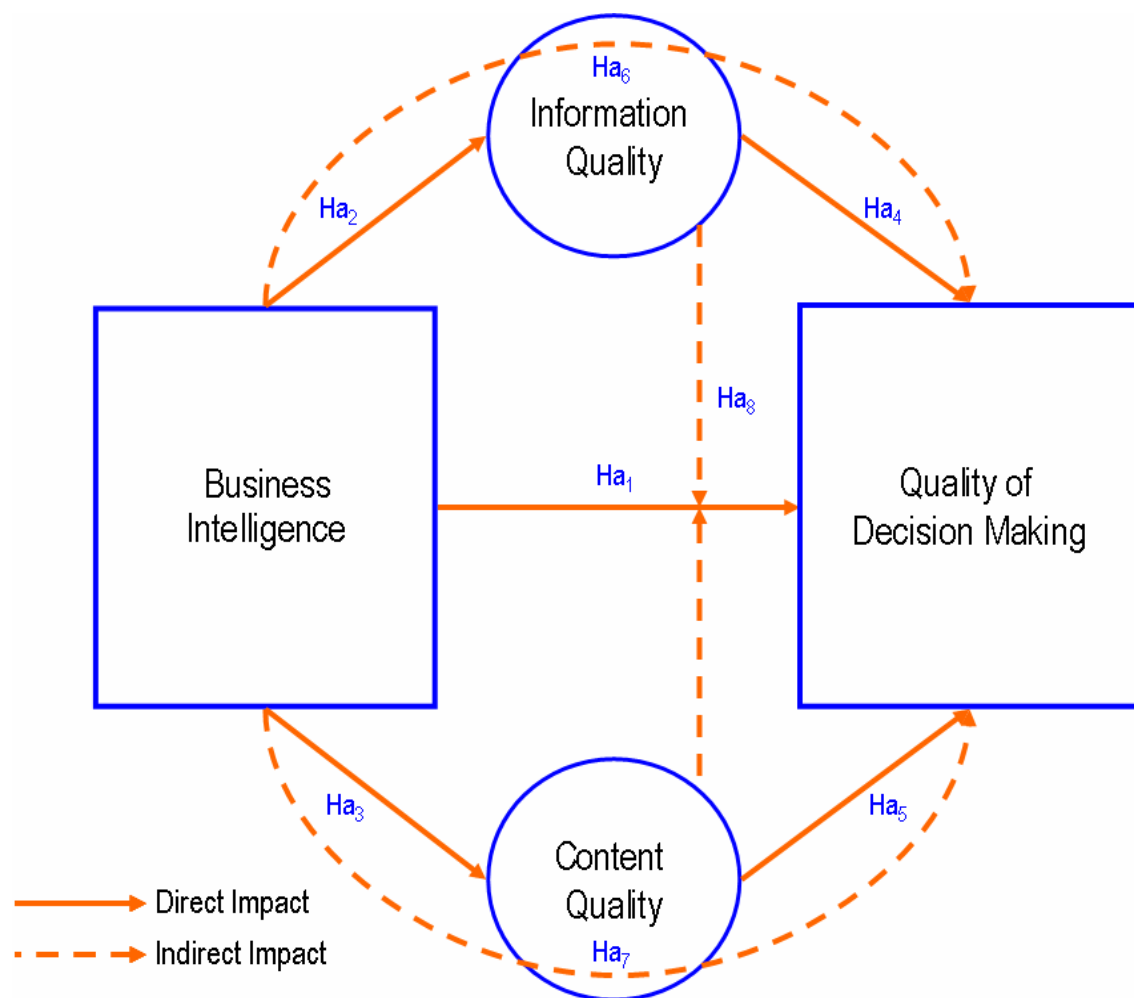 Ha₆
Information
Quality
Ha₂
Ha₄
Ha₈
Ha₁
Business
Intelligence
Quality of
Decision Making
Ha₃
Ha₅
Content
Quality
Ha₇
Direct Impact
Indirect Impact